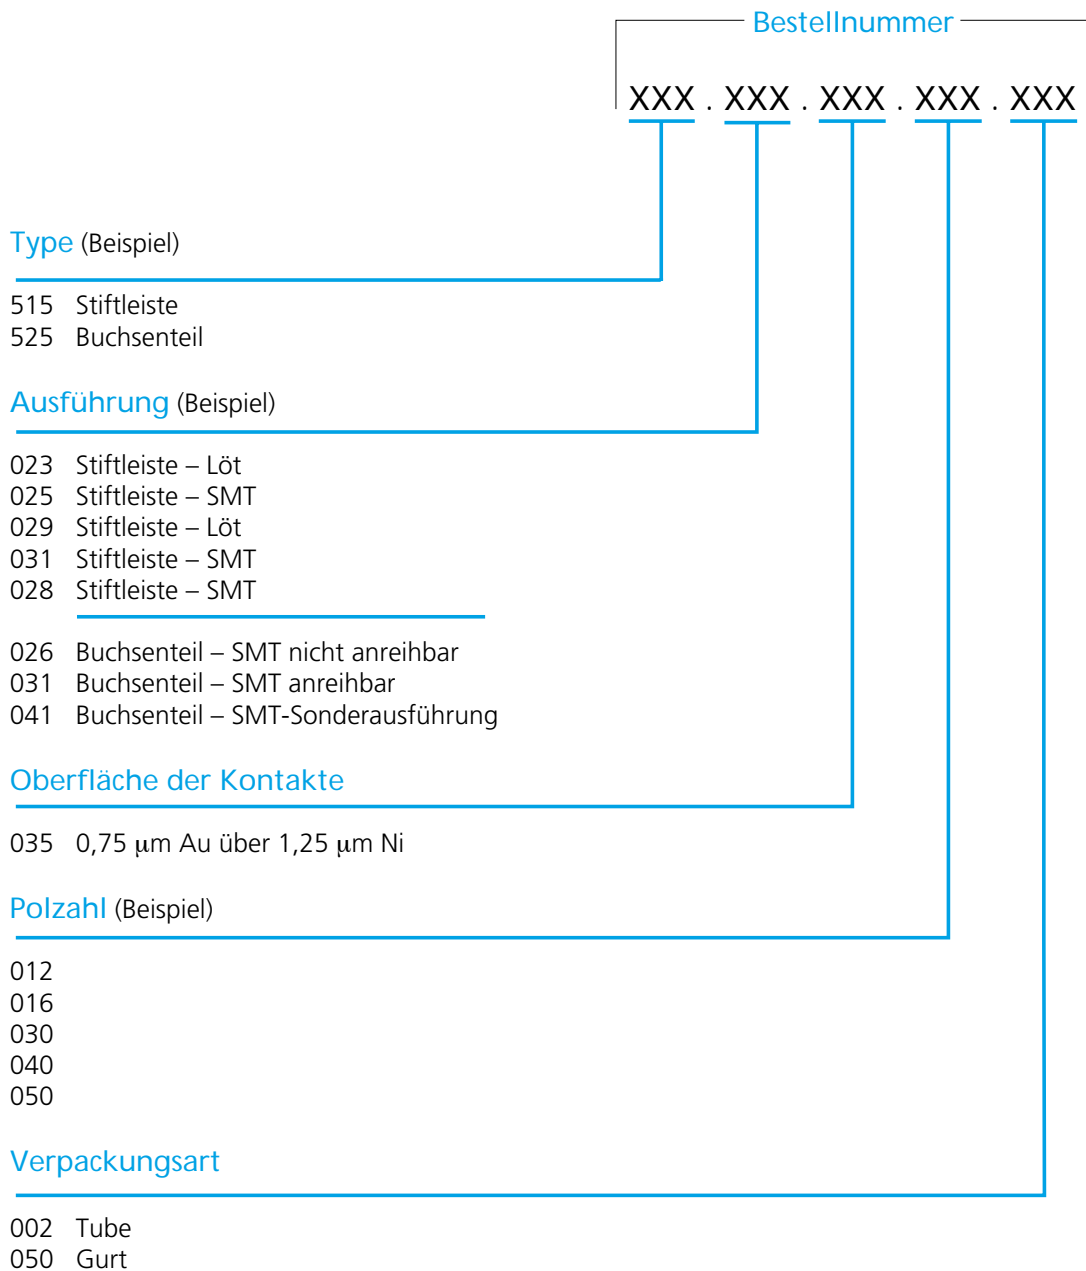 Bestellnummer
XXX . XXX . XXX . XXX . XXX
Type (Beispiel)
515 Stiftleiste
525 Buchsenteil
Ausführung (Beispiel)
023 Stiftleiste – Löt
025 Stiftleiste – SMT
029 Stiftleiste – Löt
031 Stiftleiste – SMT
028 Stiftleiste – SMT
026 Buchsenteil – SMT nicht anreihbar
031 Buchsenteil – SMT anreihbar
041 Buchsenteil – SMT-Sonderausführung
Oberfläche der Kontakte
035 0,75 µm Au über 1,25 µm Ni
Polzahl (Beispiel)
012
016
030
040
050
Verpackungsart
002 Tube
050 Gurt